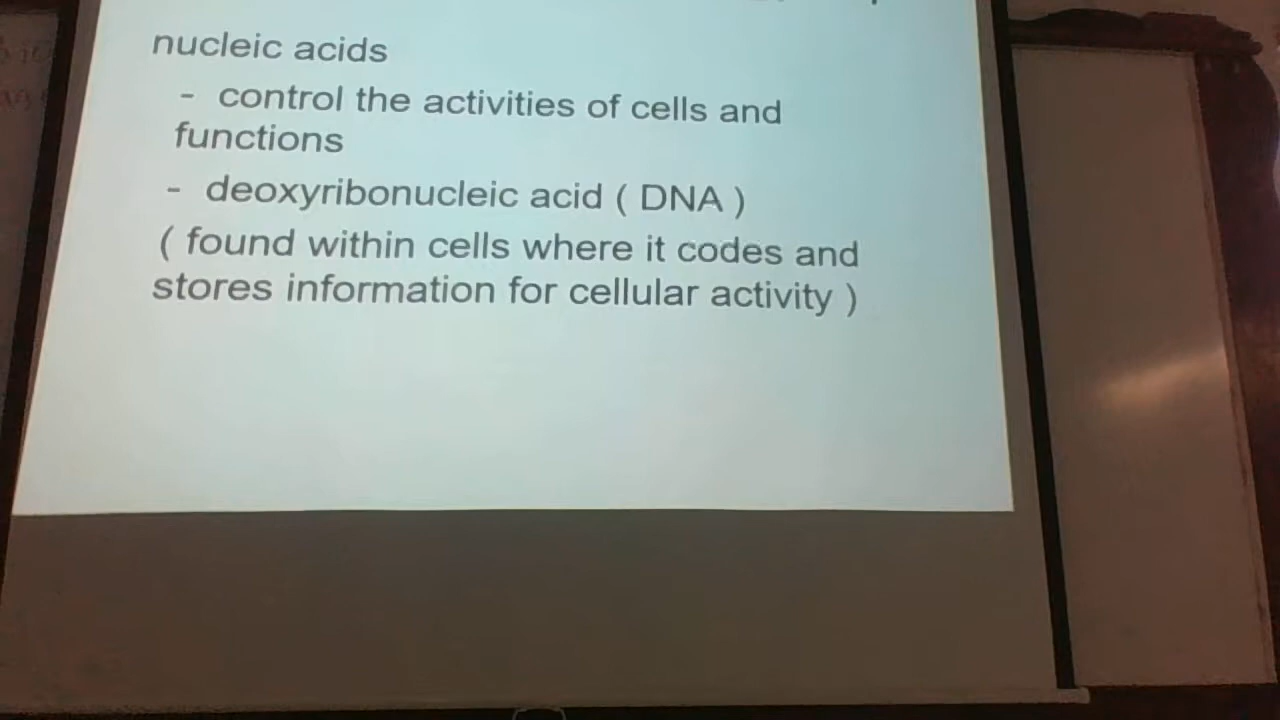 nucleic acids
- control the activities of cells and
functions
- deoxyribonucleic acid ( DNA )
( found within cells where it codes and
stores information for cellular activity )